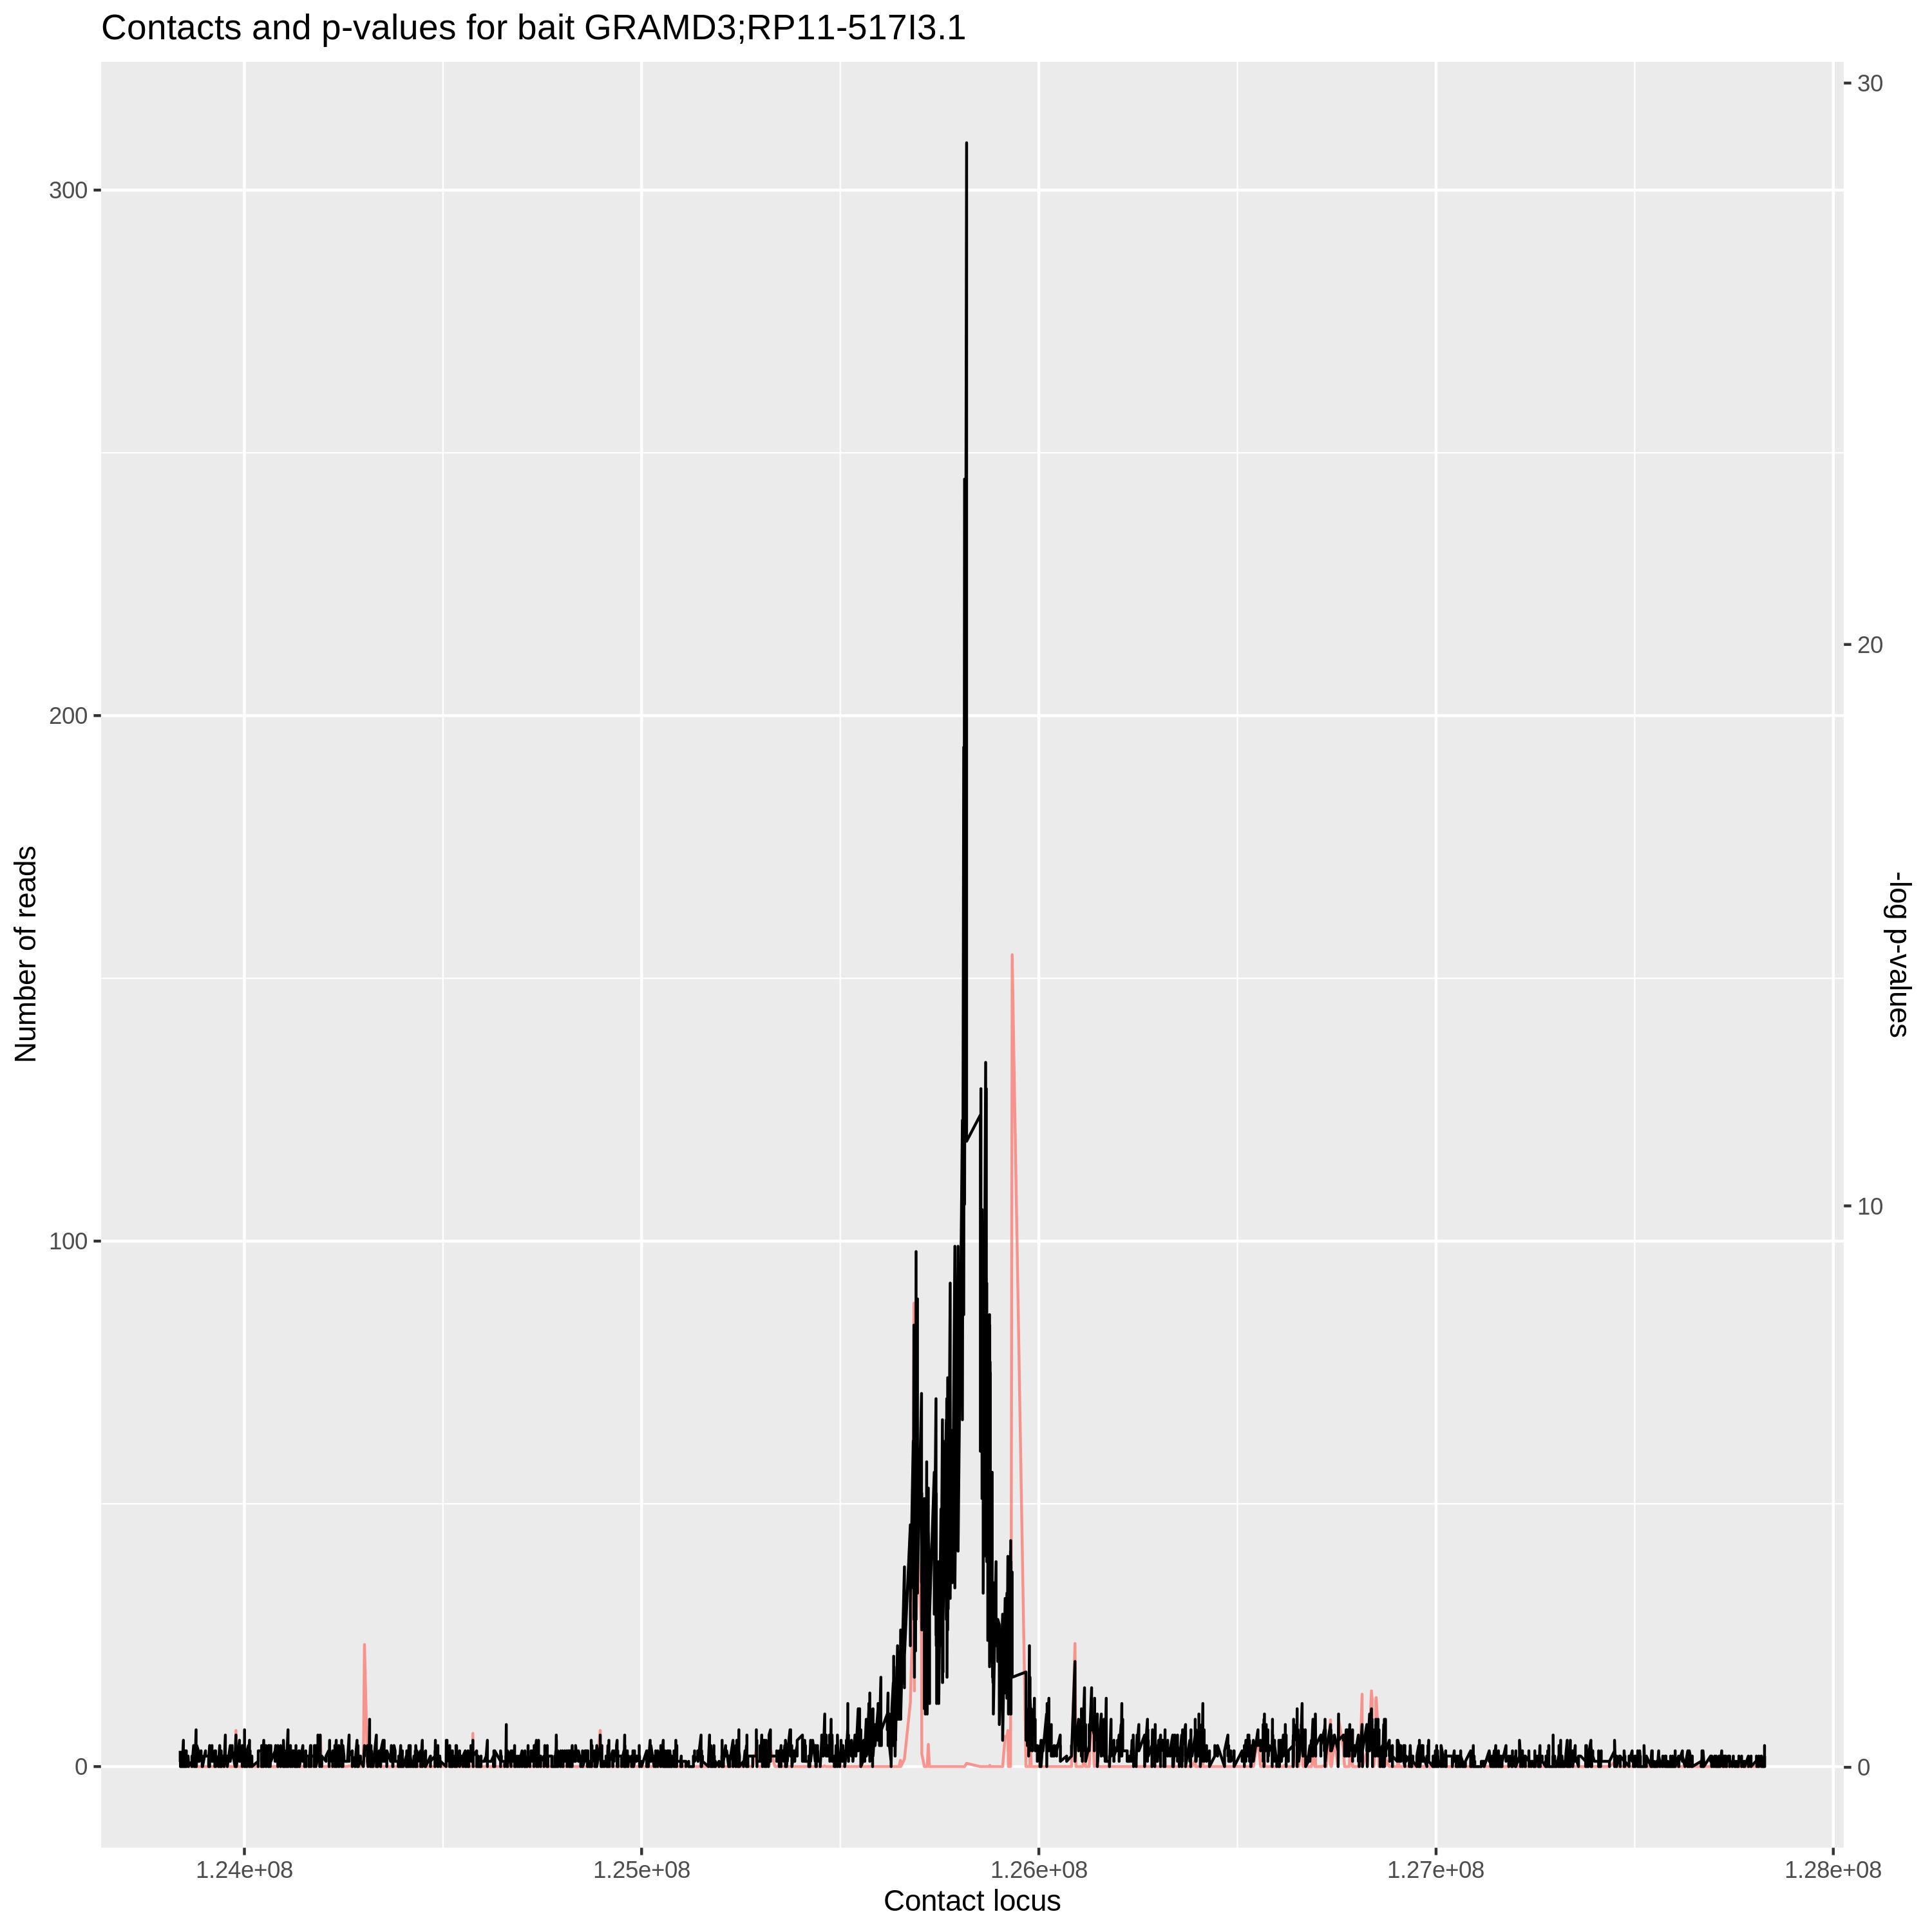 Contacts and p-values for bait GRAMD3;RP11-517I3.1
30
300
20
200
Number of reads
-log p-values
10
100
0
0
1.24e+08
1.25e+08
1.26e+08
1.27e+08
1.28e+08
Contact locus